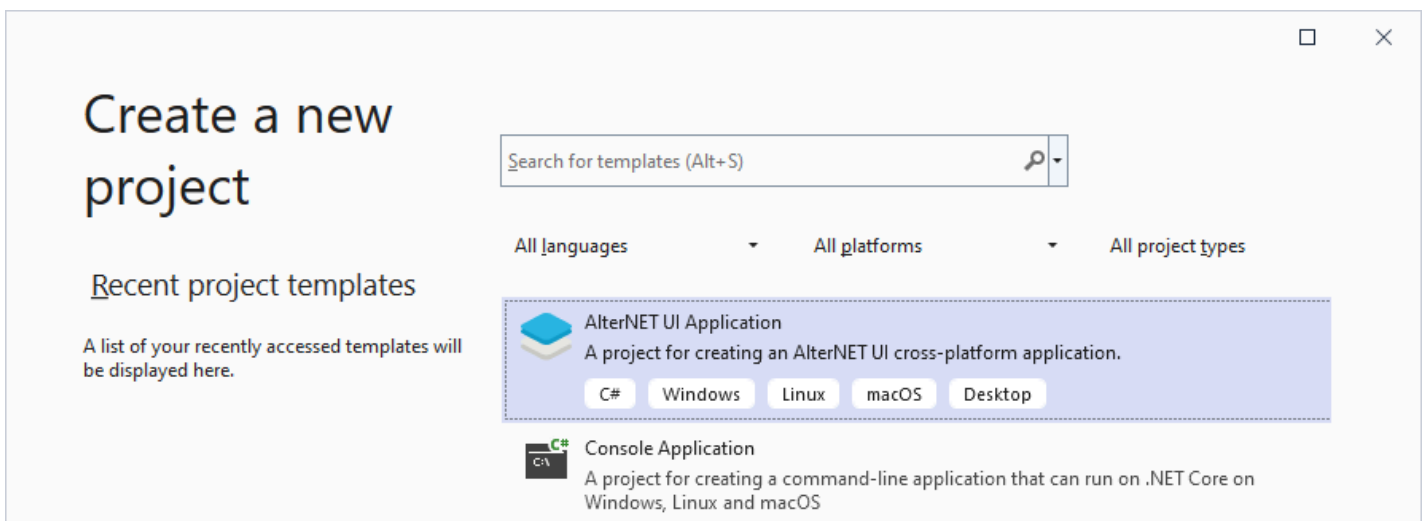 Create a new
project
Search for templates (Alt+S)
All languages
All platforms
All project types
Recent project templates
A list of your recently accessed templates will
be displayed here.
AlterNET UI Application
A project for creating an AlterNET UI cross-platform application.
C# Windows Linux macOS Desktop
C#
C:\
Console Application
A project for creating a command-line application that can run on .NET Core on
Windows, Linux and macOS